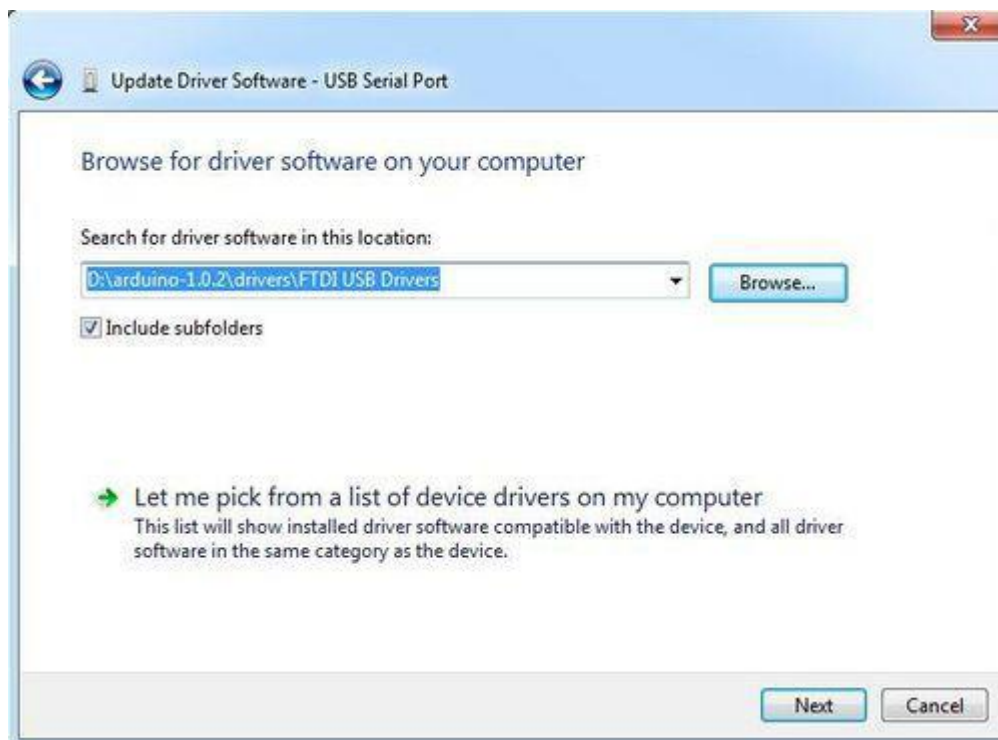 Update Driver Software - USB Serial Port
Browse for driver software on your computer
Search for driver software in this location:
D:\arduino-1.0.2\drivers\FTDI USB Drivers
Browse...
Include subfolders
Let me pick from a list of device drivers on my computer
This list will show installed driver software compatible with the device, and all driver
software in the same category as the device.
Next
Cancel